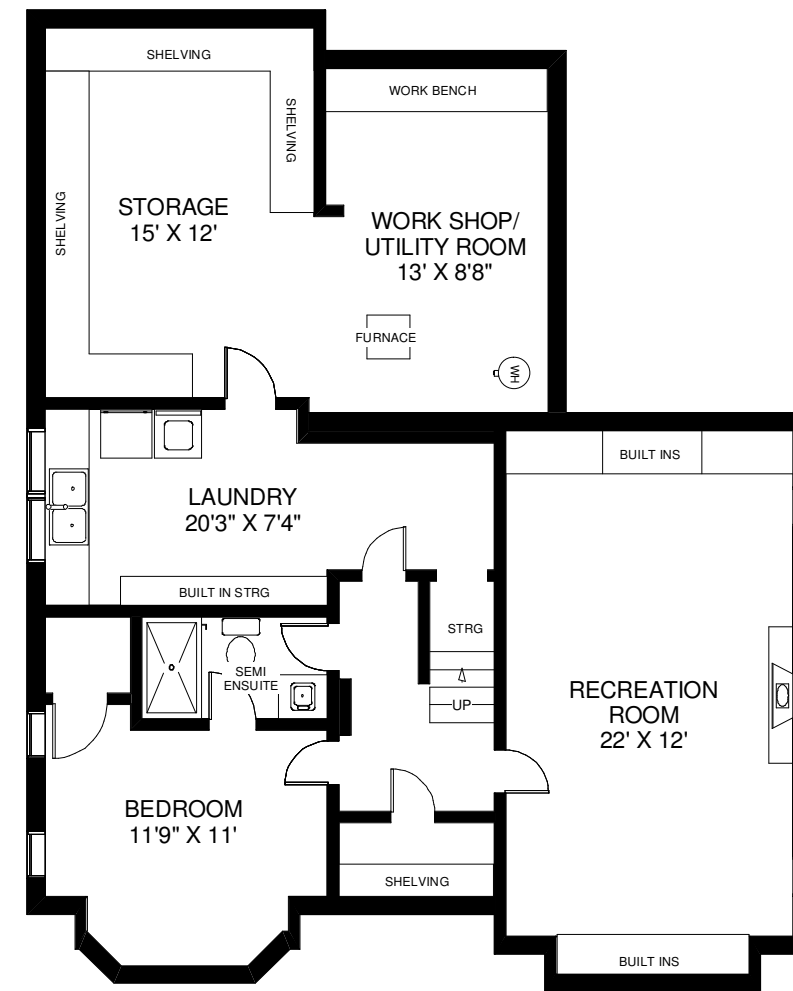 SHELVING
WORK BENCH
SHELVING
SHELVING
STORAGE
15' X 12'
WORK SHOP/
UTILITY ROOM
13' X 8'8"
FURNACE
WH
BUILT INS
LAUNDRY
20'3" X 7'4"
BUILT IN STRG
STRG
SEMI
ENSUITE
UP
RECREATION
ROOM
22' X 12'
BEDROOM
11'9" X 11'
SHELVING
BUILT INS